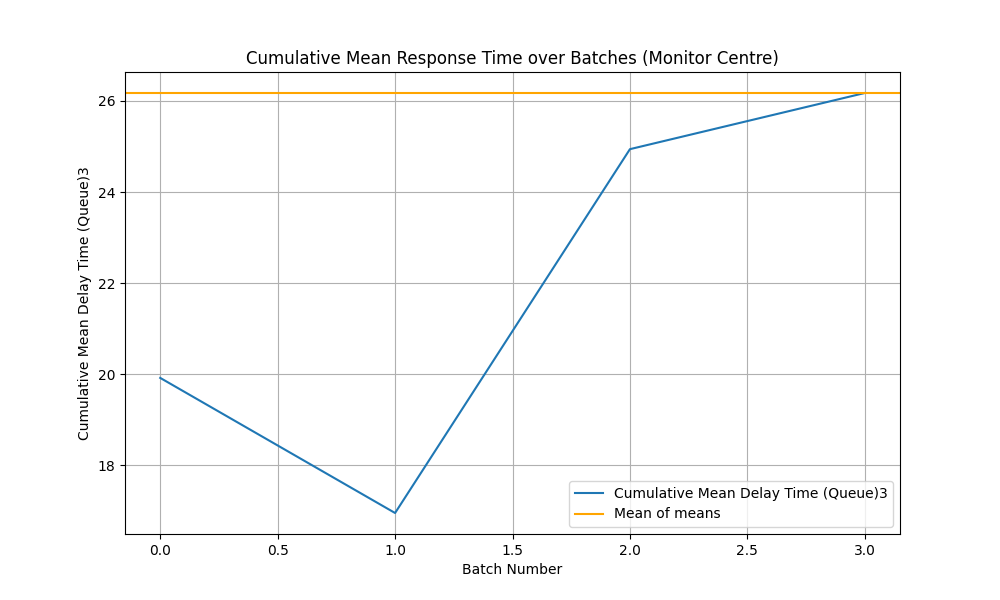 Cumulative Mean Response Time over Batches (Monitor Centre)
Cumulative Mean Delay Time (Queue)3
26
24
22
20
18
0.0 0.5 1.0 1.5 2.0 2.5 3.0
Batch Number
Cumulative Mean Delay Time (Queue)3
Mean of means